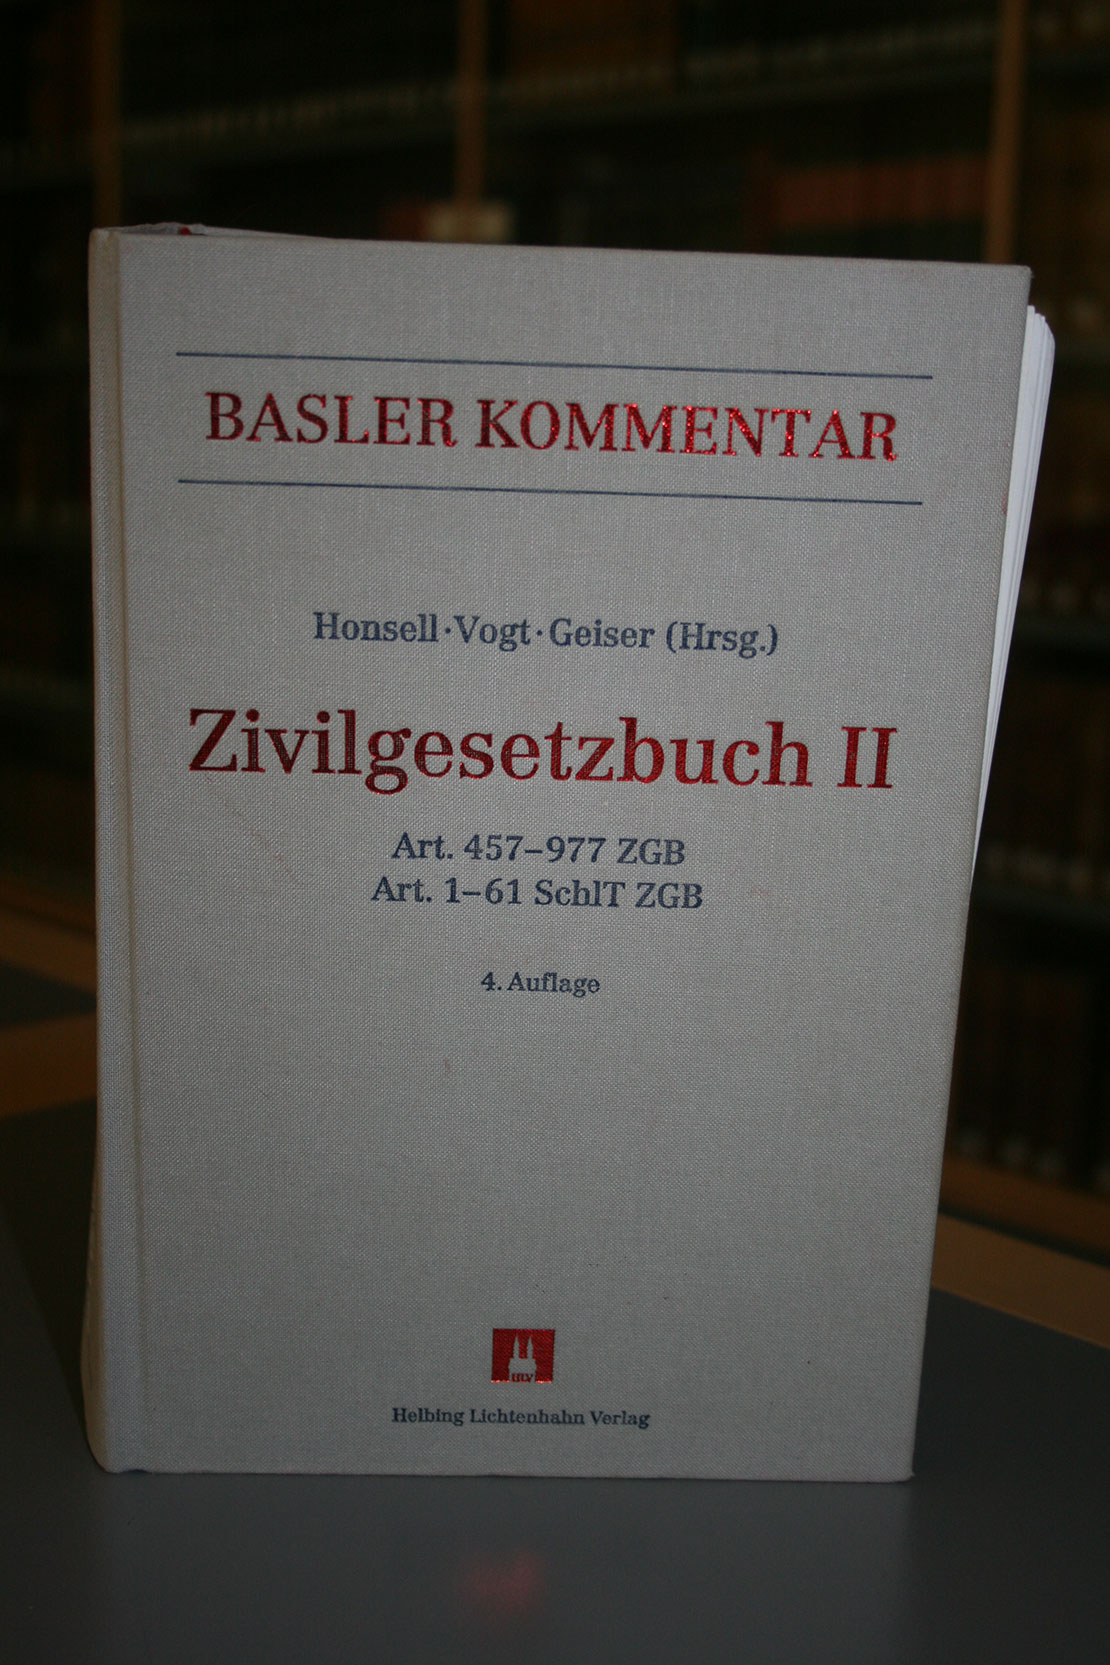 BASLER KOMMENTAR
Honsell · Vogt · Geiser (Hrsg.)
Zivilgesetzbuch II
Art. 457–977 ZGB
Art. 1–61 SchlT ZGB
4. Auflage
HLV
Helbing Lichtenhahn Verlag